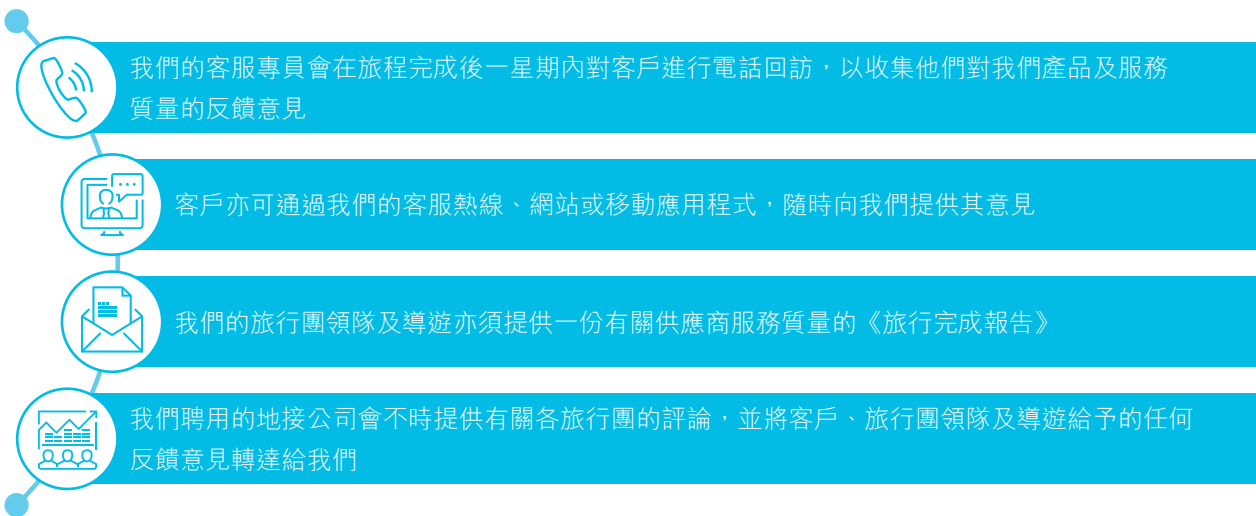 我們的客服專員會在旅程完成後一星期內對客戶進行電話回訪，以收集他們對我們產品及服務
質量的反饋意見
客戶亦可通過我們的客服熱線、網站或移動應用程式，隨時向我們提供其意見
我們的旅行團領隊及導遊亦須提供一份有關供應商服務質量的《旅行完成報告》
我們聘用的地接公司會不時提供有關各旅行團的評論，並將客戶、旅行團領隊及導遊給予的任何
反饋意見轉達給我們